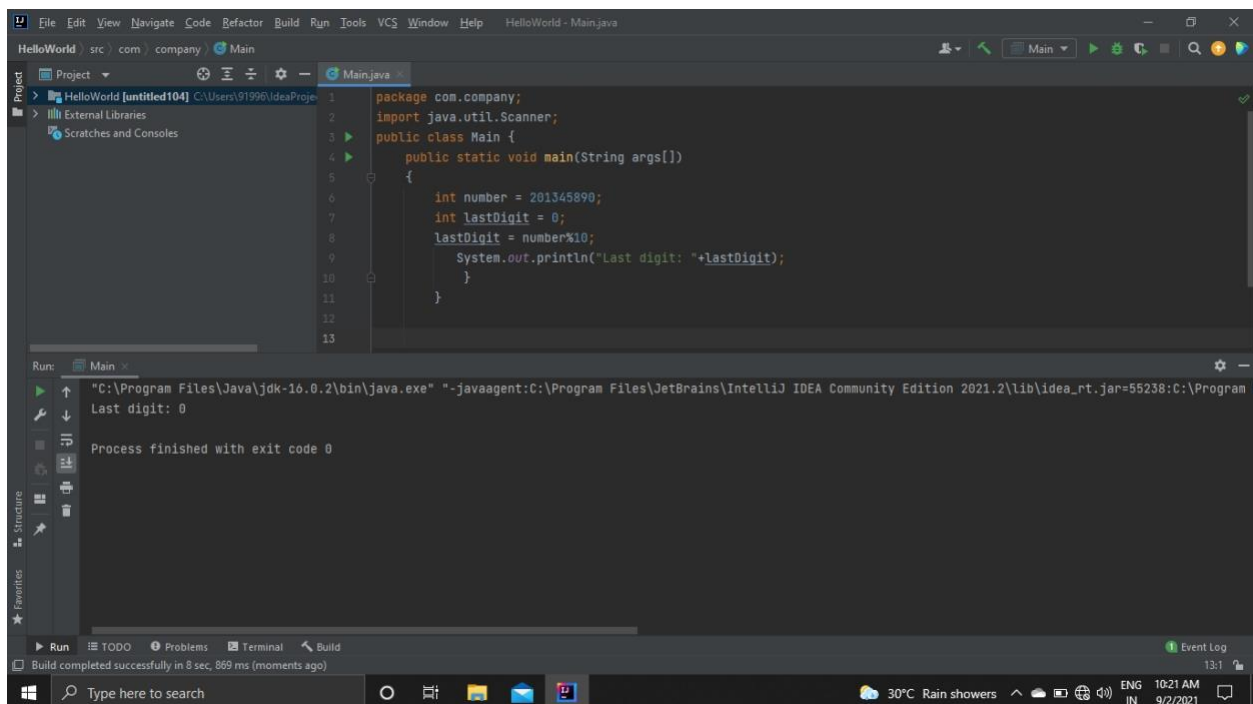 File Edit View Navigate Code Refactor Build Run Tools VCS Window Help HelloWorld - Main.java
HelloWorld src com company Main
Main
Project
Main.java
HelloWorld [untitled104] C:\Users\91996\IdeaProje
External Libraries
Scratches and Consoles
1 package com.company;
2 import java.util.Scanner;
3 public class Main {
4 public static void main(String args[])
5 {
6 int number = 201345890;
7 int lastDigit = 0;
8 lastDigit = number%10;
9 System.out.println("Last digit: "+lastDigit);
10 }
11 }
12
13
Run: Main
"C:\Program Files\Java\jdk-16.0.2\bin\java.exe" "-javaagent:C:\Program Files\JetBrains\IntelliJ IDEA Community Edition 2021.2\lib\idea_rt.jar=55238:C:\Program
Last digit: 0
Process finished with exit code 0
Project
Structure
Favorites
Run TODO Problems Terminal Build
1 Event Log
Build completed successfully in 8 sec, 869 ms (moments ago)
13:1
Type here to search
30°C Rain showers
ENG
IN
10:21 AM
9/2/2021